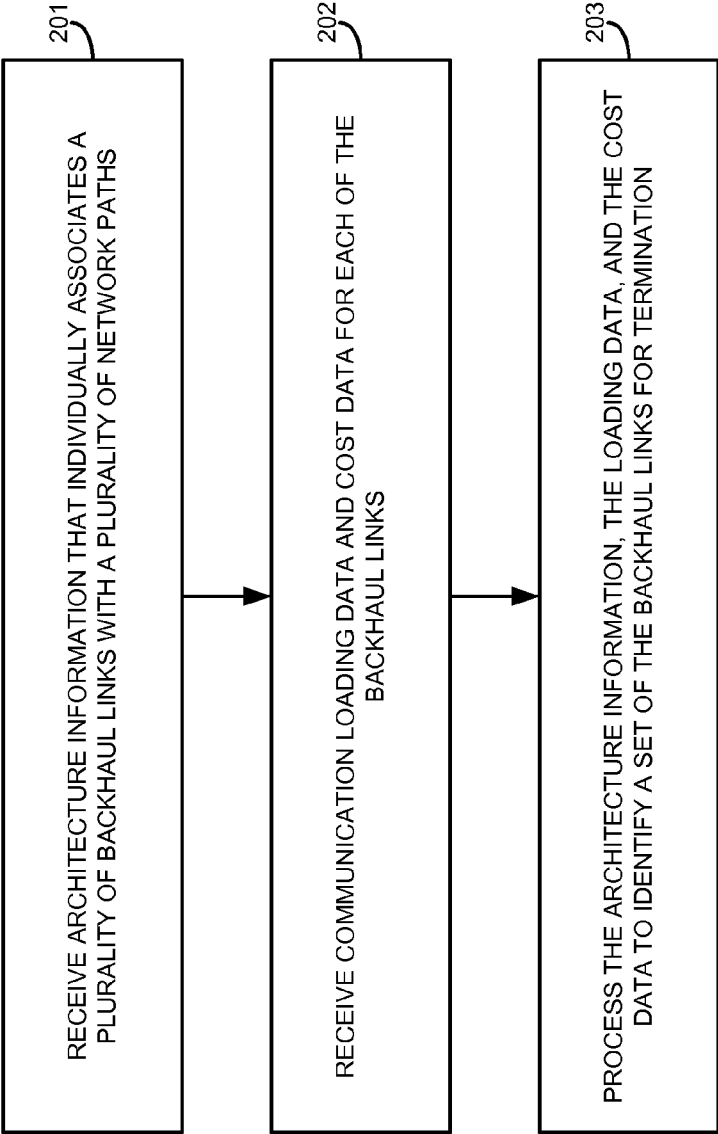 201
RECEIVE ARCHITECTURE INFORMATION THAT INDIVIDUALLY ASSOCIATES A
PLURALITY OF BACKHAUL LINKS WITH A PLURALITY OF NETWORK PATHS
202
RECEIVE COMMUNICATION LOADING DATA AND COST DATA FOR EACH OF THE
BACKHAUL LINKS
203
PROCESS THE ARCHITECTURE INFORMATION, THE LOADING DATA, AND THE COST
DATA TO IDENTIFY A SET OF THE BACKHAUL LINKS FOR TERMINATION